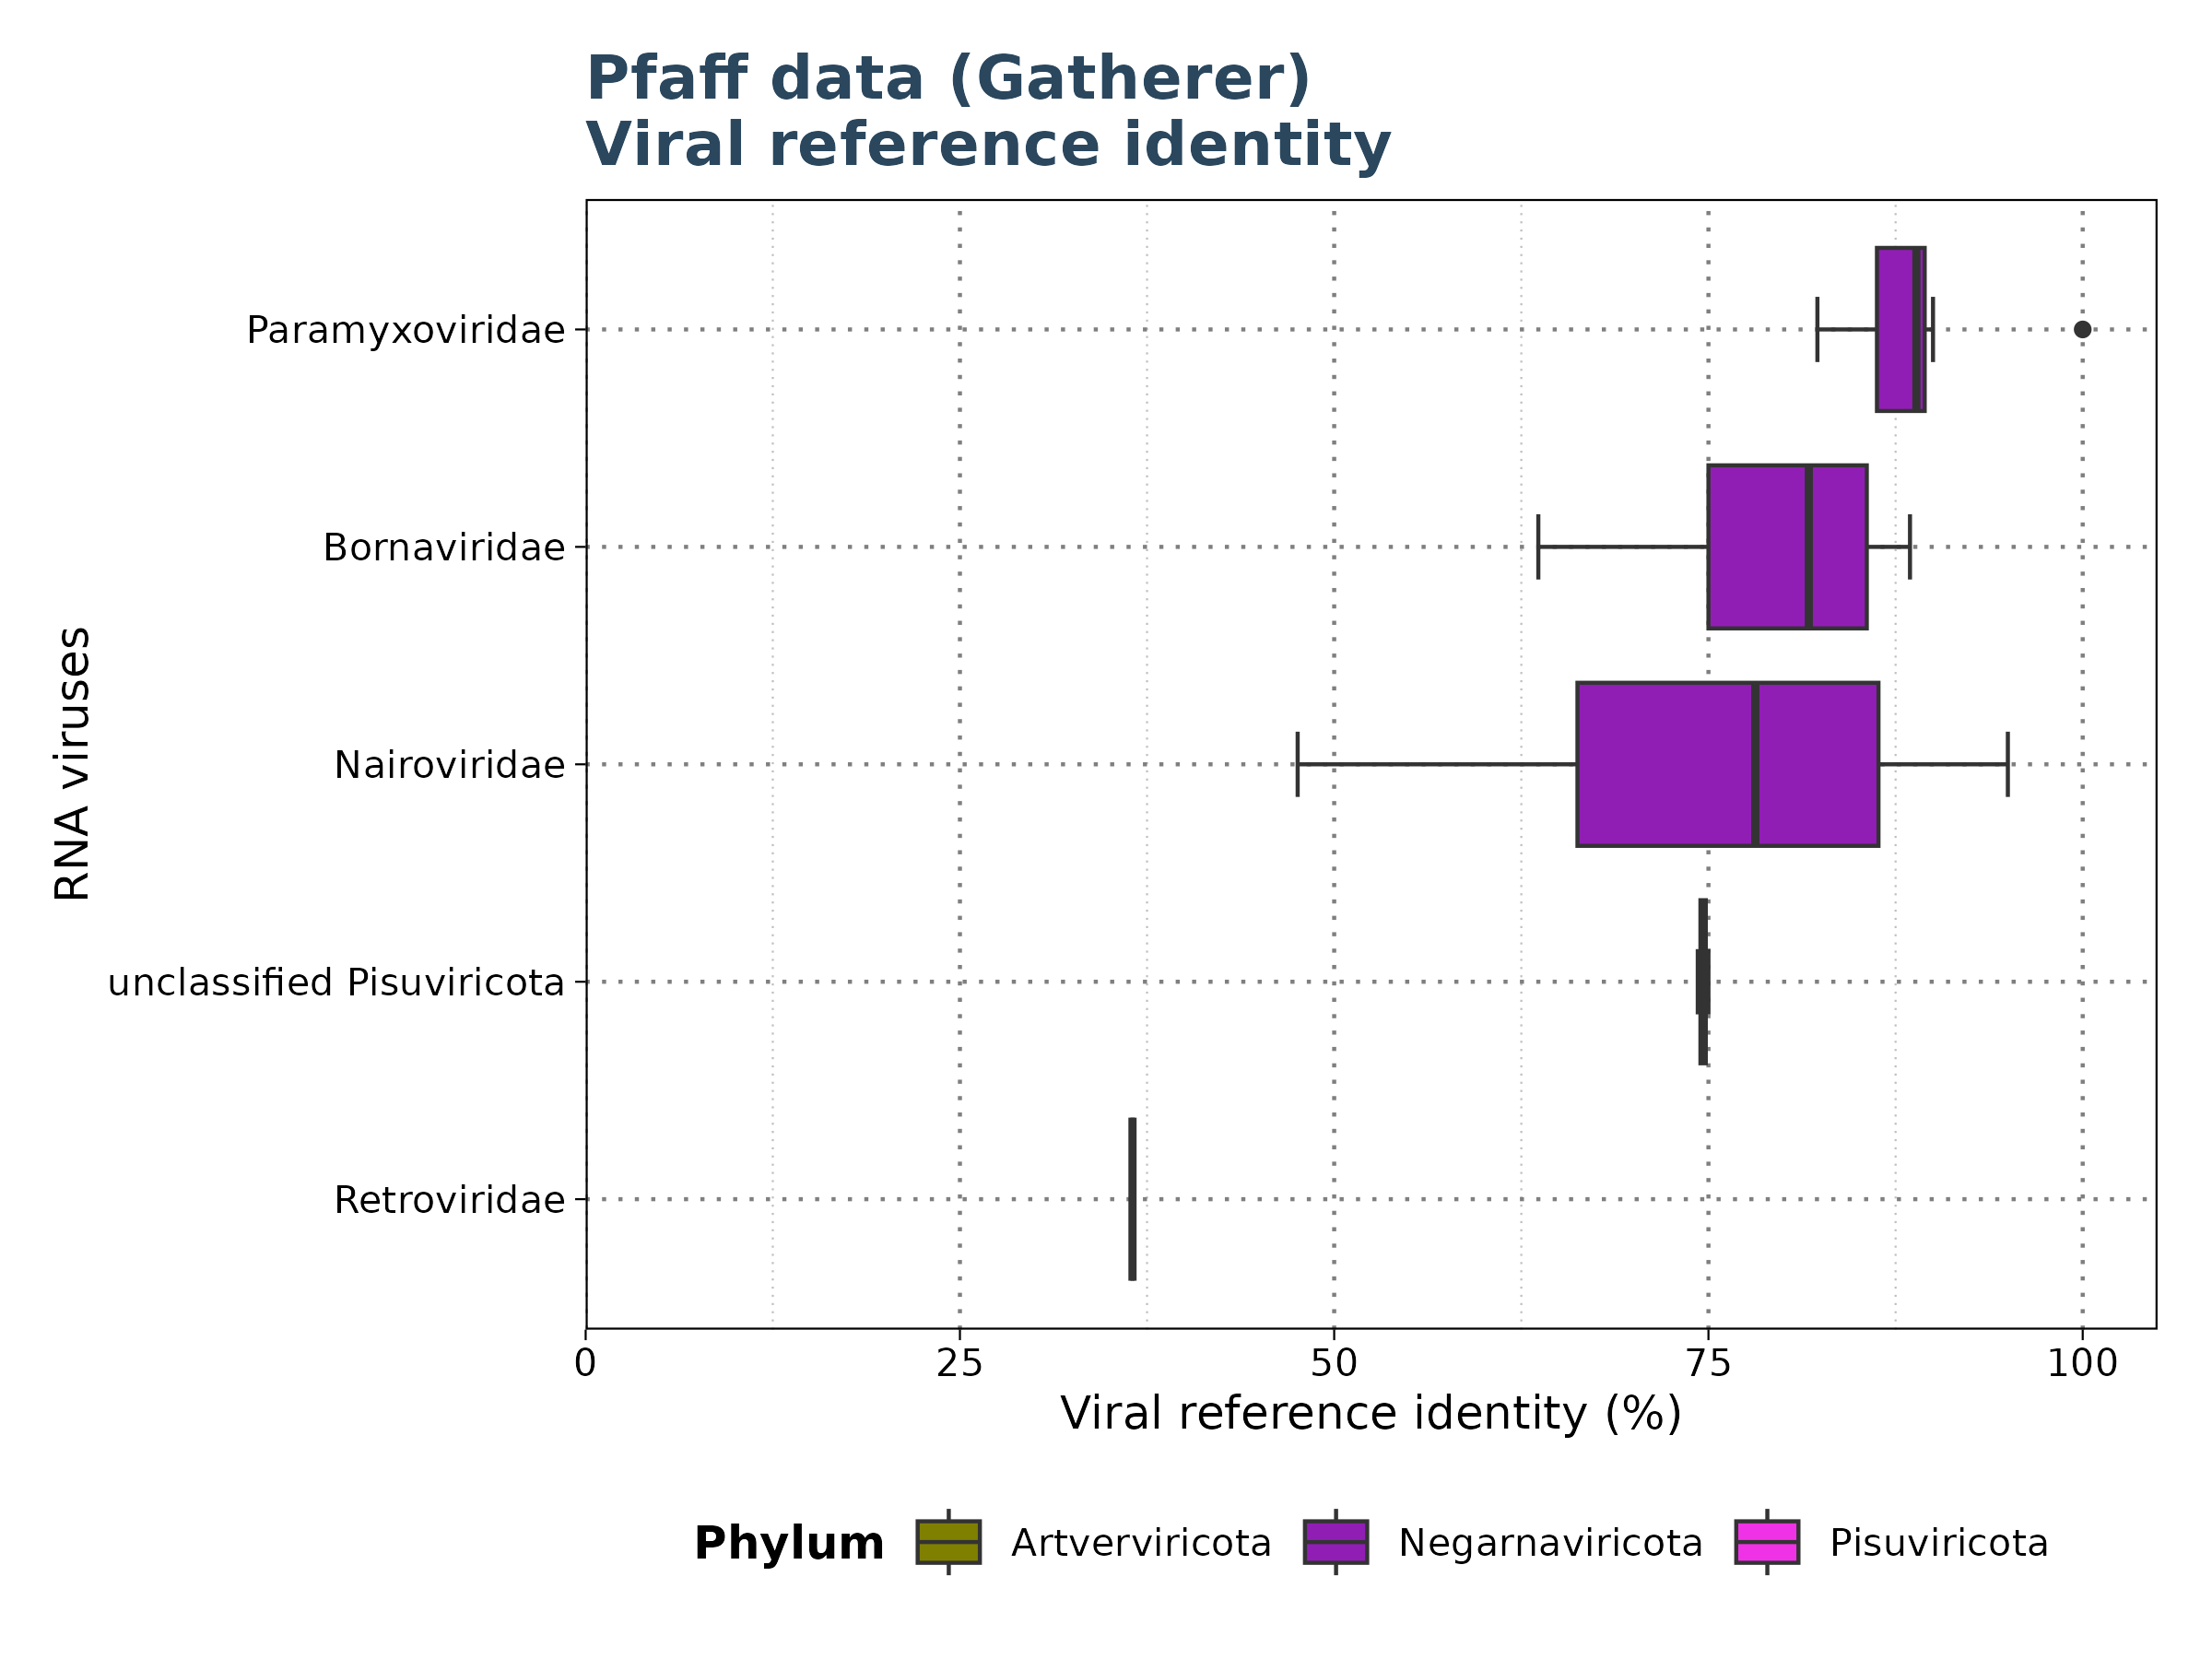 Pfaff data (Gatherer)
Viral reference identity
RNA viruses
Paramyxoviridae
Bornaviridae
Nairoviridae
unclassified Pisuviricota
Retroviridae
0 25 50 75 100
Viral reference identity (%)
Phylum Artverviricota Negarnaviricota Pisuviricota